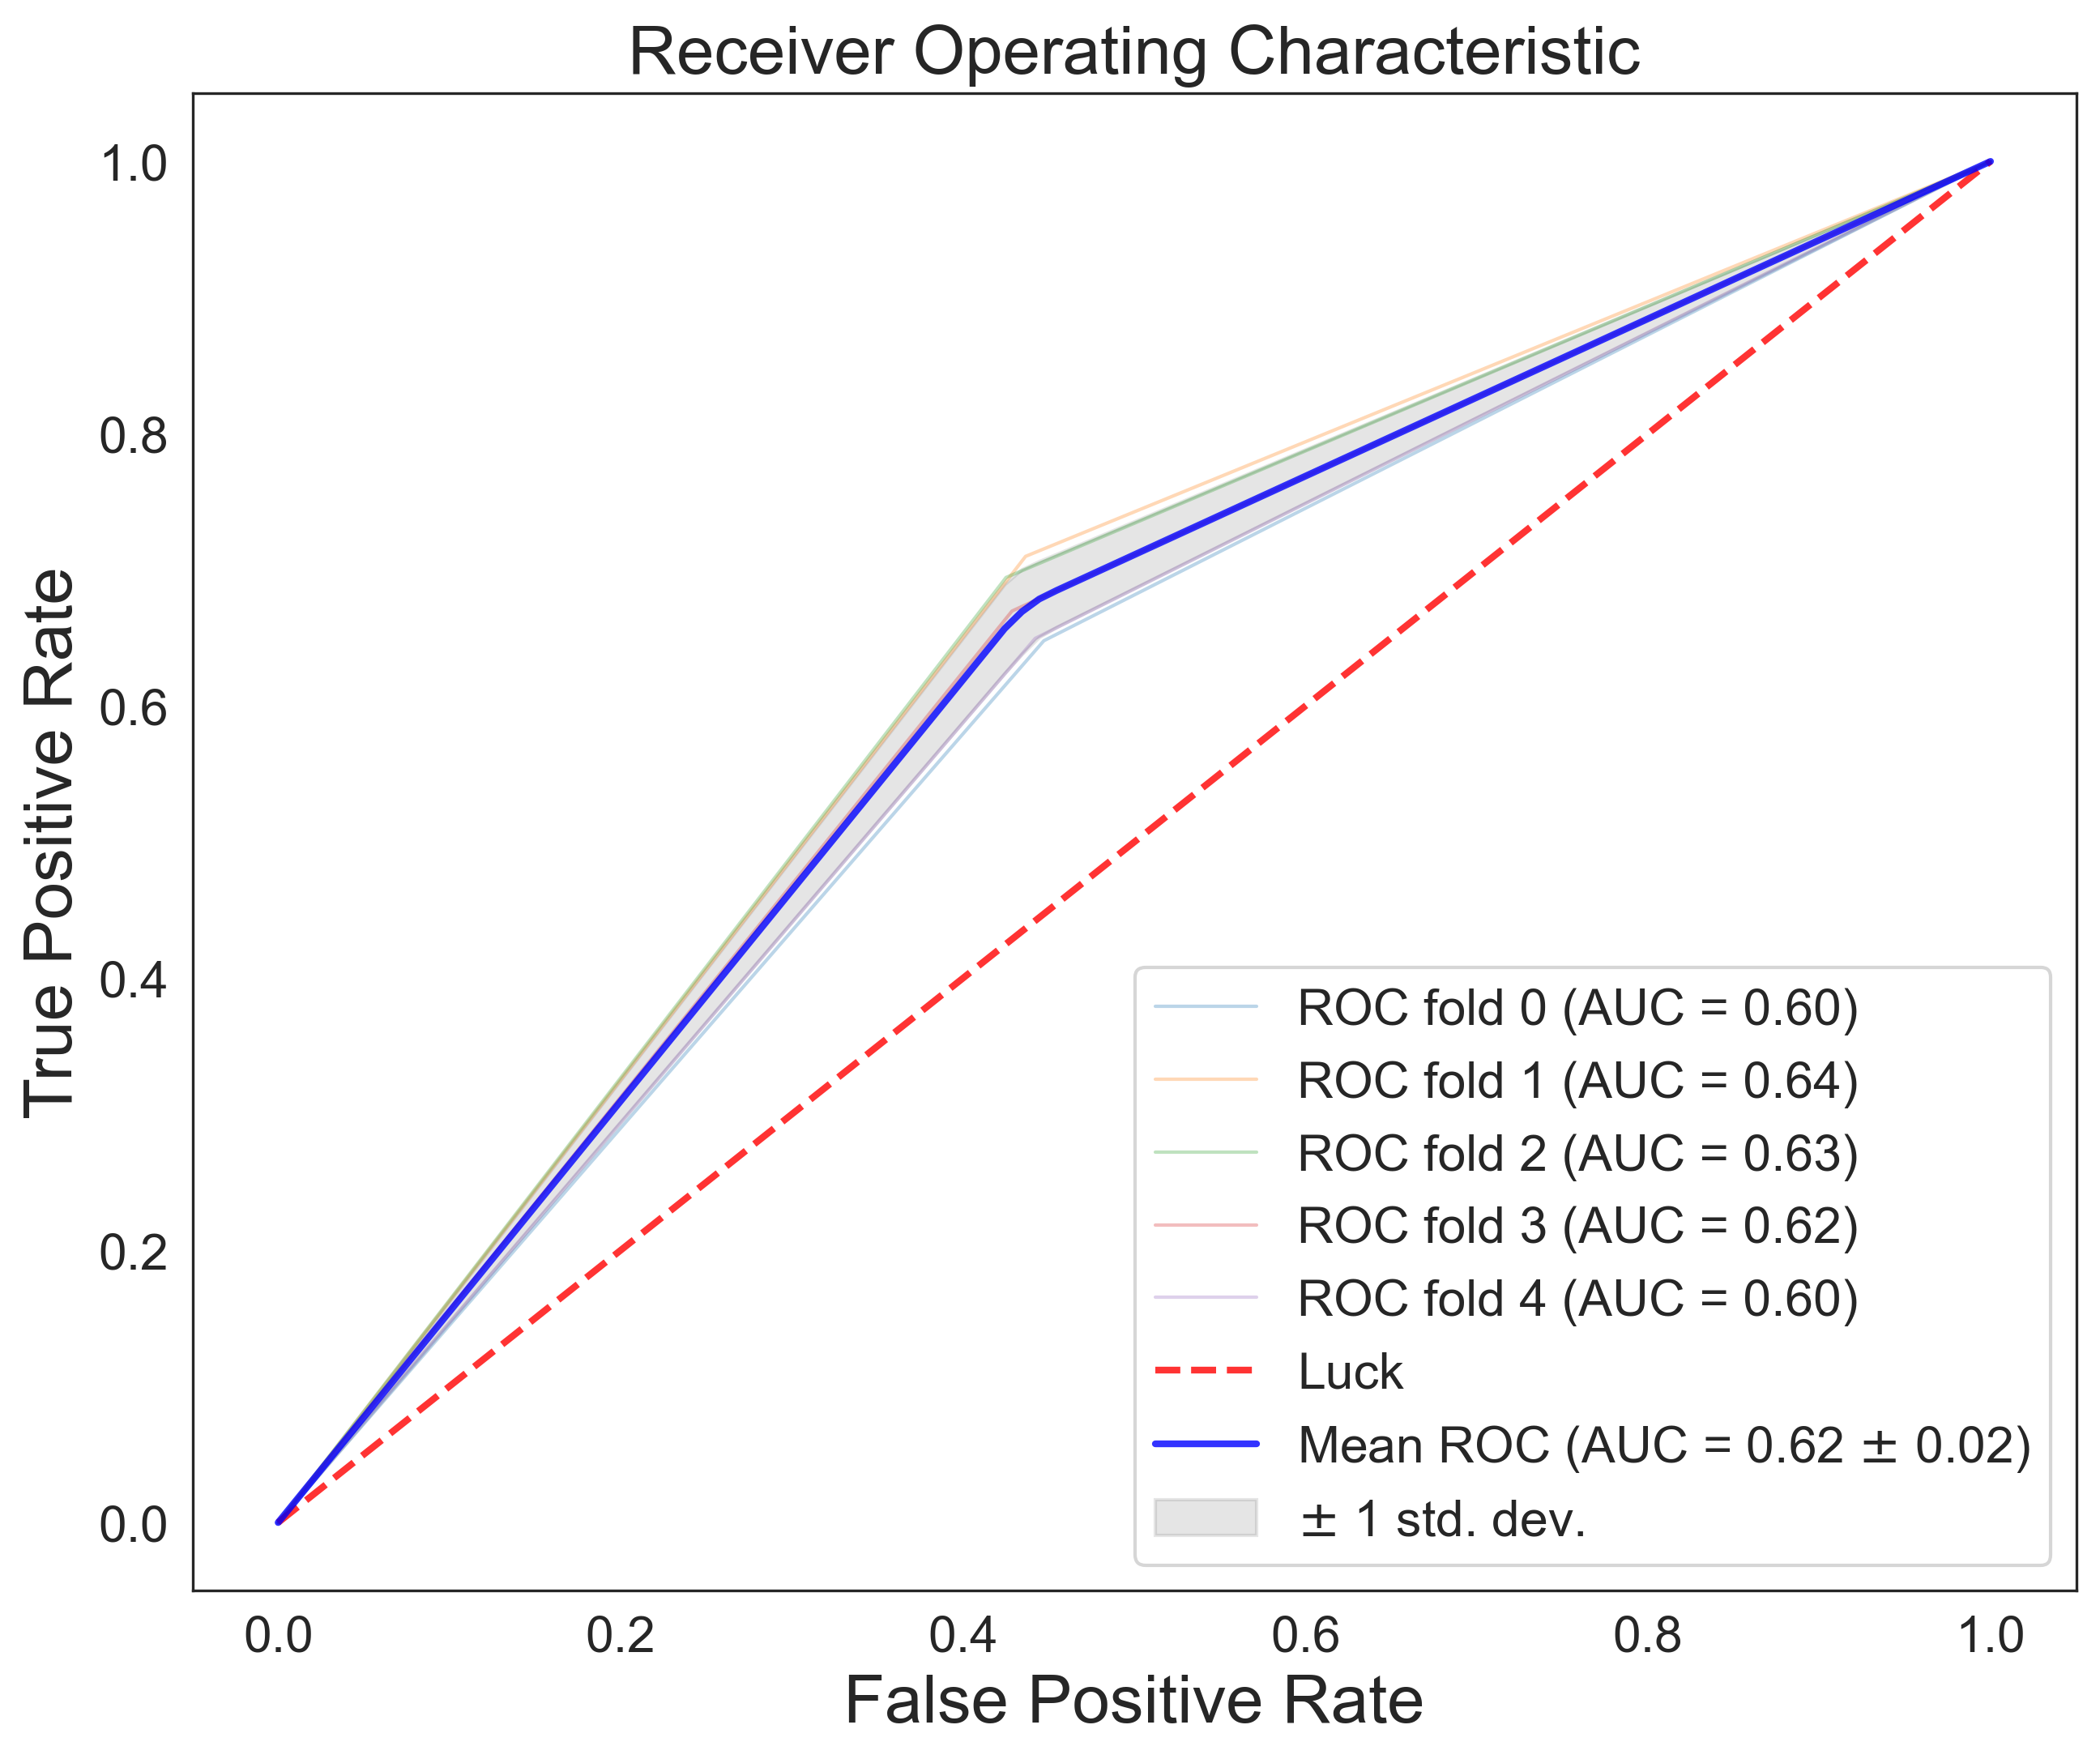 Receiver Operating Characteristic
True Positive Rate
1.0
0.8
0.6
0.4
0.2
0.0
ROC fold 0 (AUC = 0.60)
ROC fold 1 (AUC = 0.64)
ROC fold 2 (AUC = 0.63)
ROC fold 3 (AUC = 0.62)
ROC fold 4 (AUC = 0.60)
Luck
Mean ROC (AUC = 0.62 ± 0.02)
± 1 std. dev.
0.0 0.2 0.4 0.6 0.8 1.0
False Positive Rate